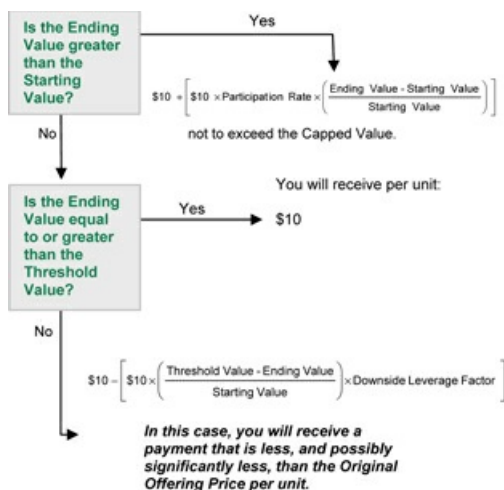 Is the Ending
Value greater
than the
Starting
Value?
Yes
$10 + [ $10 × Participation Rate × ( Ending Value - Starting Value / Starting Value ) ]
not to exceed the Capped Value.
No
You will receive per unit:
Is the Ending
Value equal
to or greater
than the
Threshold
Value?
Yes
$10
No
$10 − [ $10 × ( Threshold Value - Ending Value / Starting Value ) × Downside Leverage Factor ]
In this case, you will receive a
payment that is less, and possibly
significantly less, than the Original
Offering Price per unit.